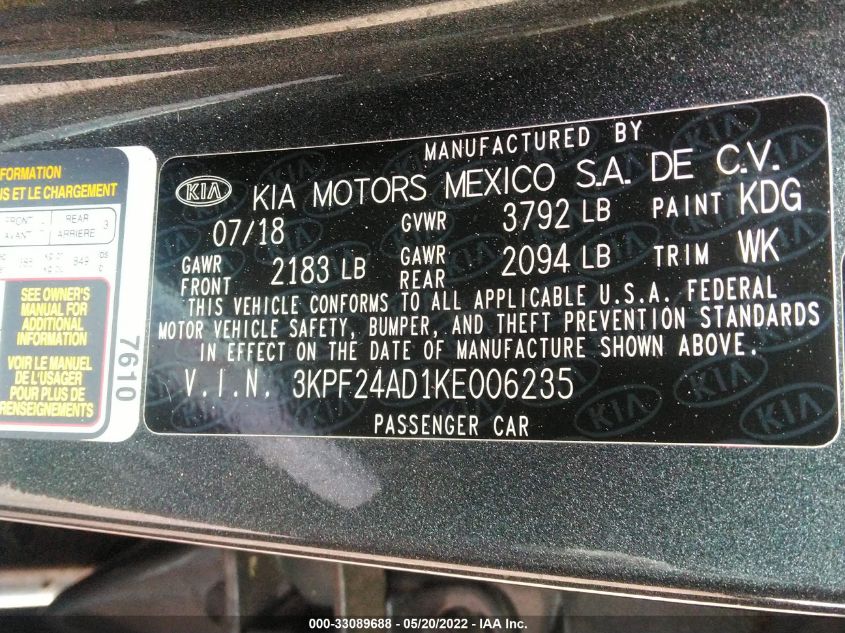 MANUFACTURED BY
KIA KIA MOTORS MEXICO S.A. DE C.V.
07/18 GVWR 3792 LB PAINT KDG
GAWR FRONT 2183 LB GAWR REAR 2094 LB TRIM WK
THIS VEHICLE CONFORMS TO ALL APPLICABLE U.S.A. FEDERAL
MOTOR VEHICLE SAFETY, BUMPER, AND THEFT PREVENTION STANDARDS
IN EFFECT ON THE DATE OF MANUFACTURE SHOWN ABOVE.
V.I.N. 3KPF24AD1KE006235
PASSENGER CAR
FORMATION
IS ET LE CHARGEMENT
FRONT REAR 3
AVANT ARRIERE
849
SEE OWNER'S
MANUAL FOR
ADDITIONAL
INFORMATION
VOIR LE MANUEL
DE L'USAGER
POUR PLUS DE
RENSEIGNEMENTS
7610
000-33089688 — 05/20/2022 — IAA Inc.